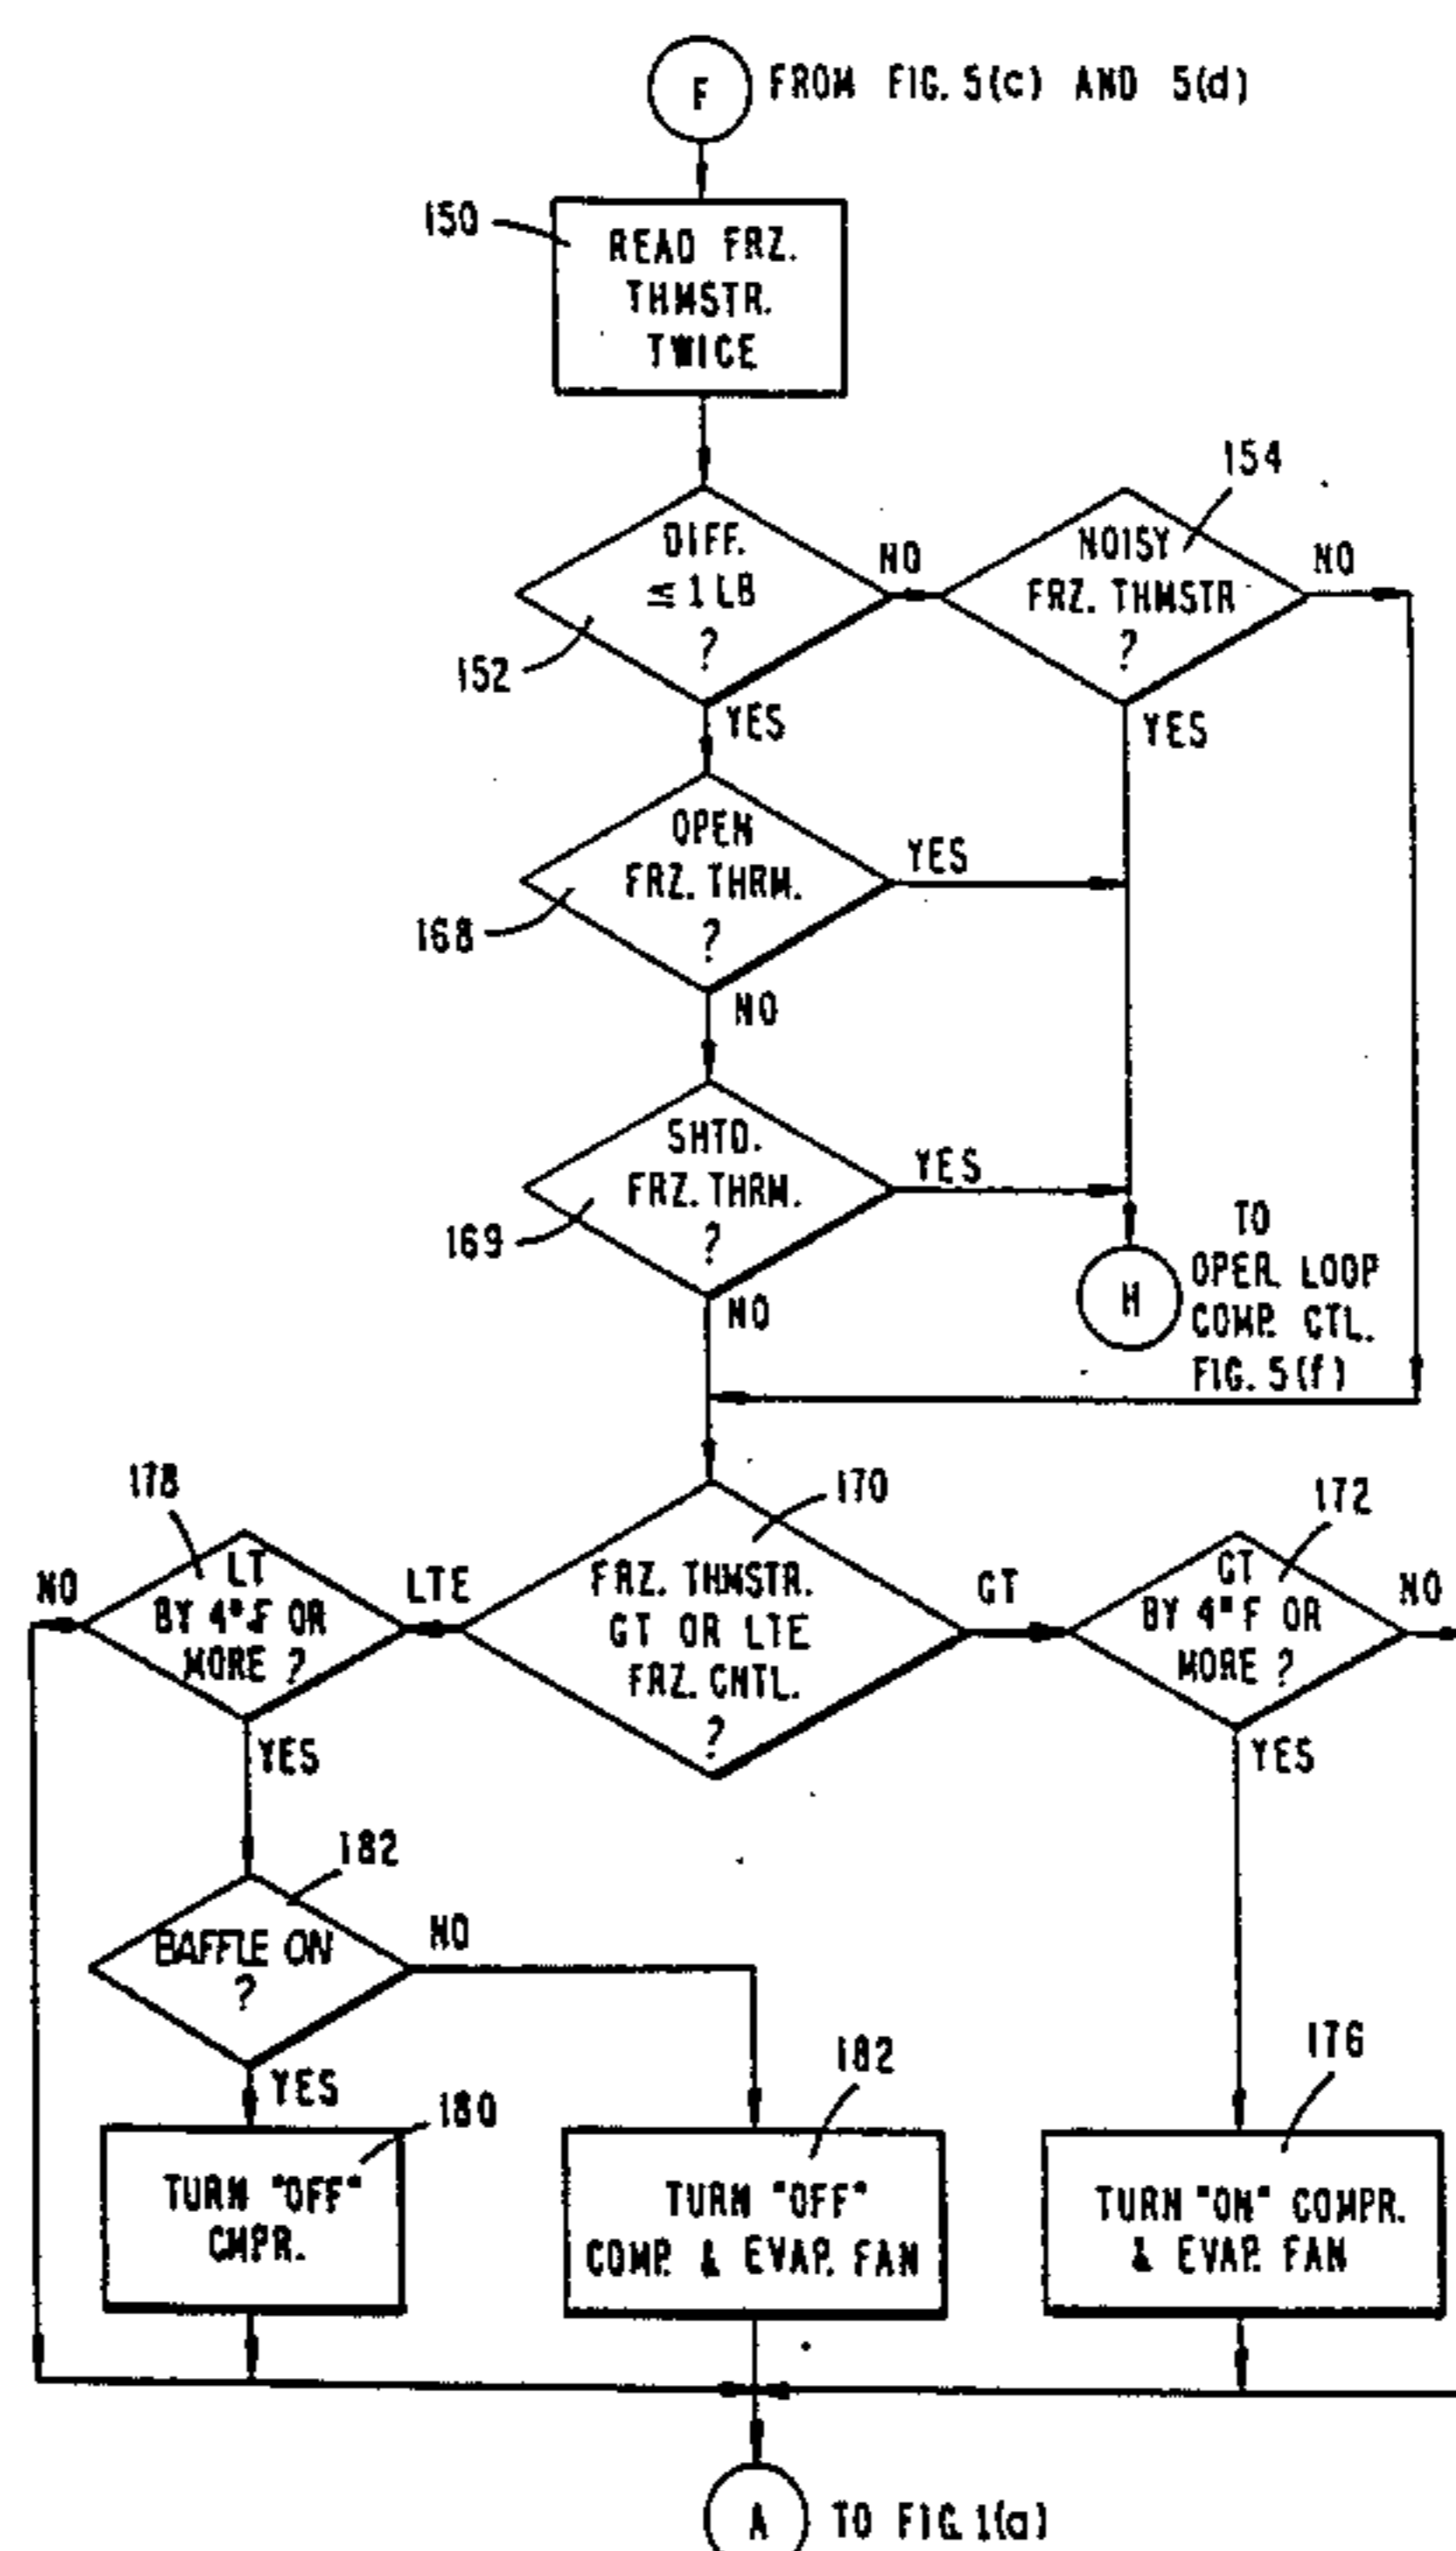 F FROM FIG. 5(c) AND 5(d)
150
READ FRZ.
THMSTR.
TWICE
154
DIFF.
≤ 1 LB
?
NO
NOISY
FRZ. THMSTR
?
NO
152
YES
YES
OPEN
FRZ. THRM.
?
YES
168
NO
SHTD.
FRZ. THRM.
?
YES
169
NO
H
TO
OPER. LOOP
COMP. CTL.
FIG. 5(f)
178
170
172
NO
LT
BY 4°F OR
MORE ?
LTE
FRZ. THMSTR.
GT OR LTE
FRZ. CNTL.
?
GT
GT
BY 4°F OR
MORE ?
NO
YES
YES
182
BAFFLE ON
?
NO
YES
180
182
176
TURN "OFF"
CMPR.
TURN "OFF"
COMP. & EVAP. FAN
TURN "ON" COMPR.
& EVAP. FAN
A TO FIG. 1(a)